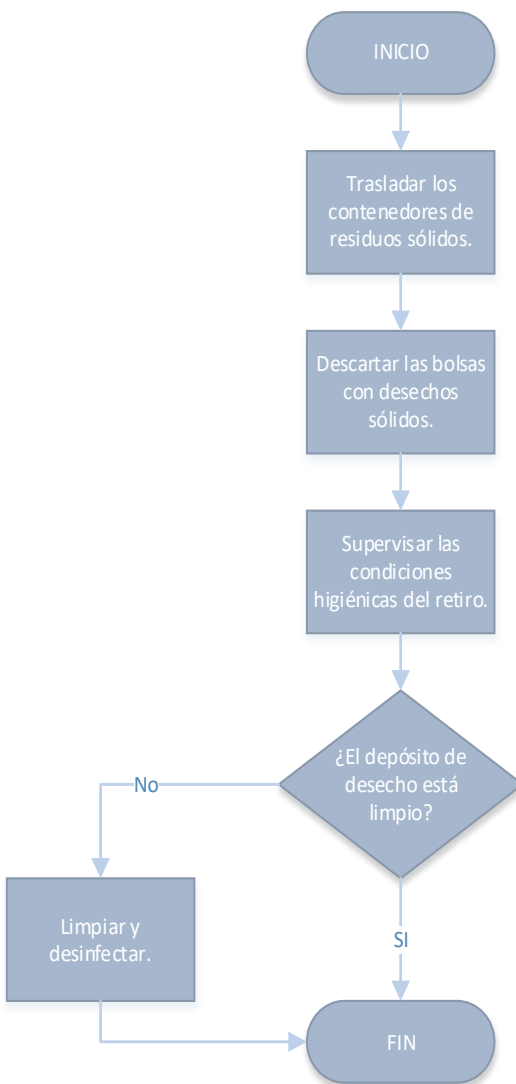 INICIO
Trasladar los
contenedores de
residuos sólidos.
Descartar las bolsas
con desechos
sólidos.
Supervisar las
condiciones
higiénicas del retiro.
¿El depósito de
desecho está
limpio?
No
Limpiar y
desinfectar.
SI
FIN